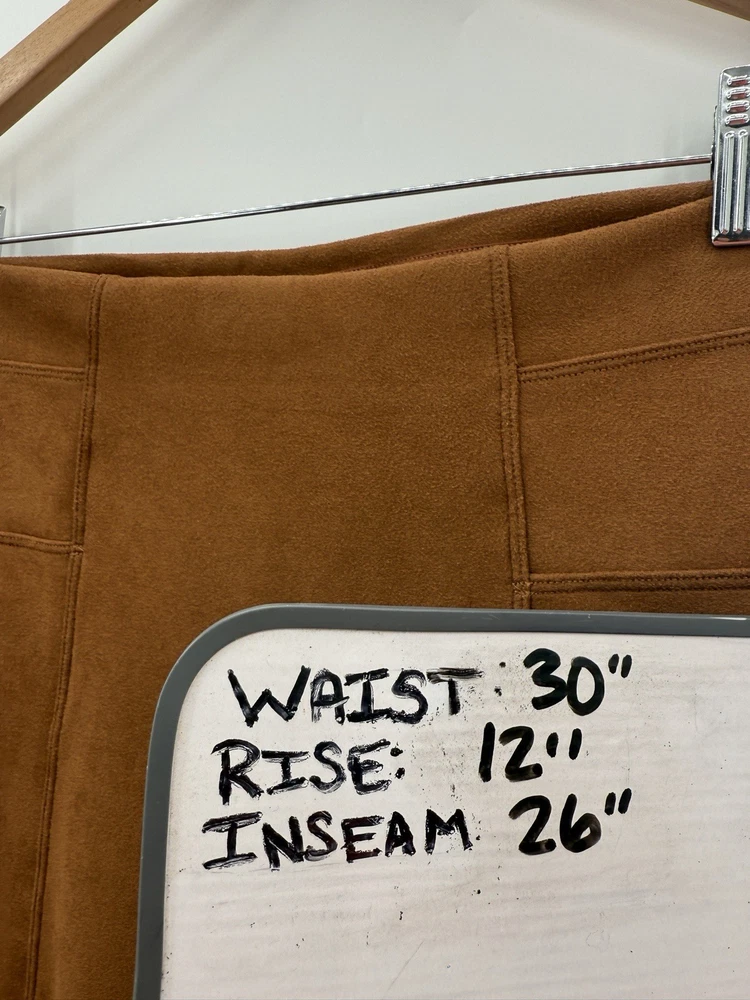 WAIST: 30"
RISE: 12"
INSEAM 26"